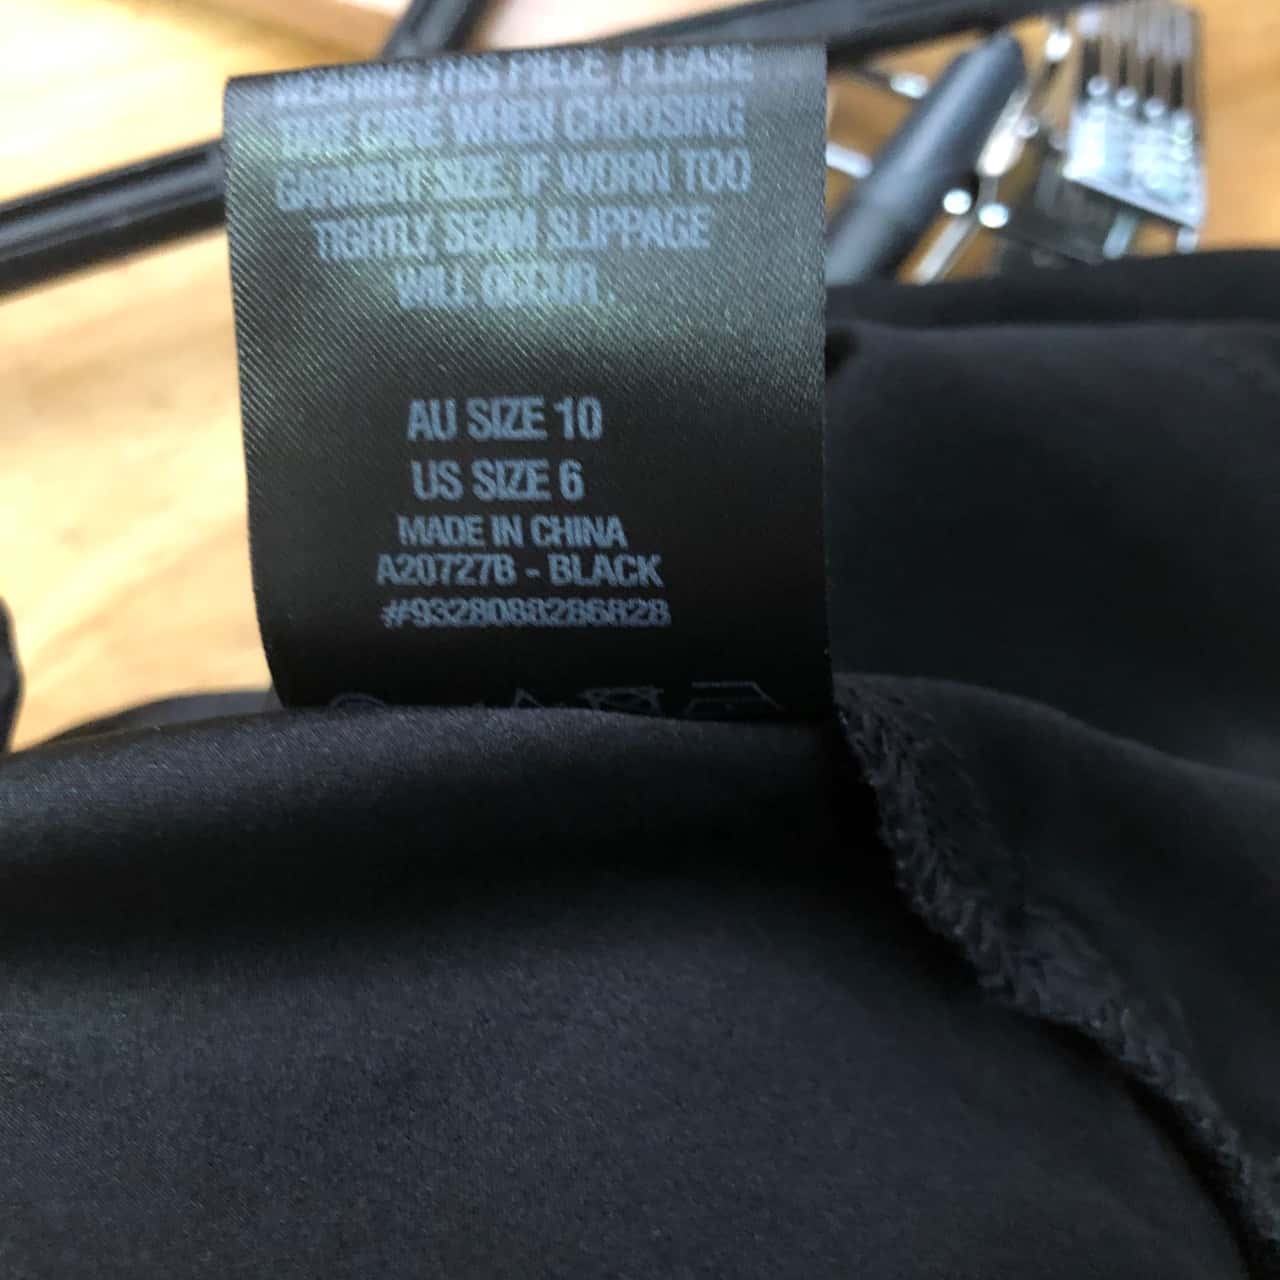 WEARING THIS PIECE, PLEASE
TAKE CARE WHEN CHOOSING
GARMENT SIZE. IF WORN TOO
TIGHTLY, SEAM SLIPPAGE
WILL OCCUR.
AU SIZE 10
US SIZE 6
MADE IN CHINA
A20727B - BLACK
#9328088286828